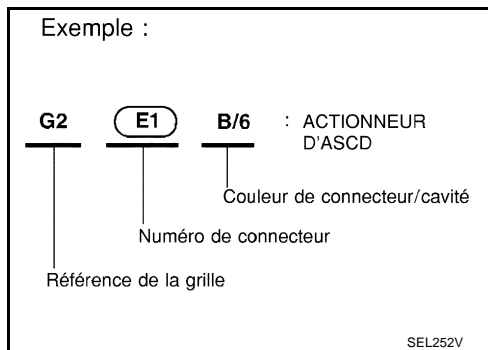 Exemple :
G2 E1 B/6 : ACTIONNEUR
D'ASCD
Couleur de connecteur/cavité
Numéro de connecteur
Référence de la grille
SEL252V